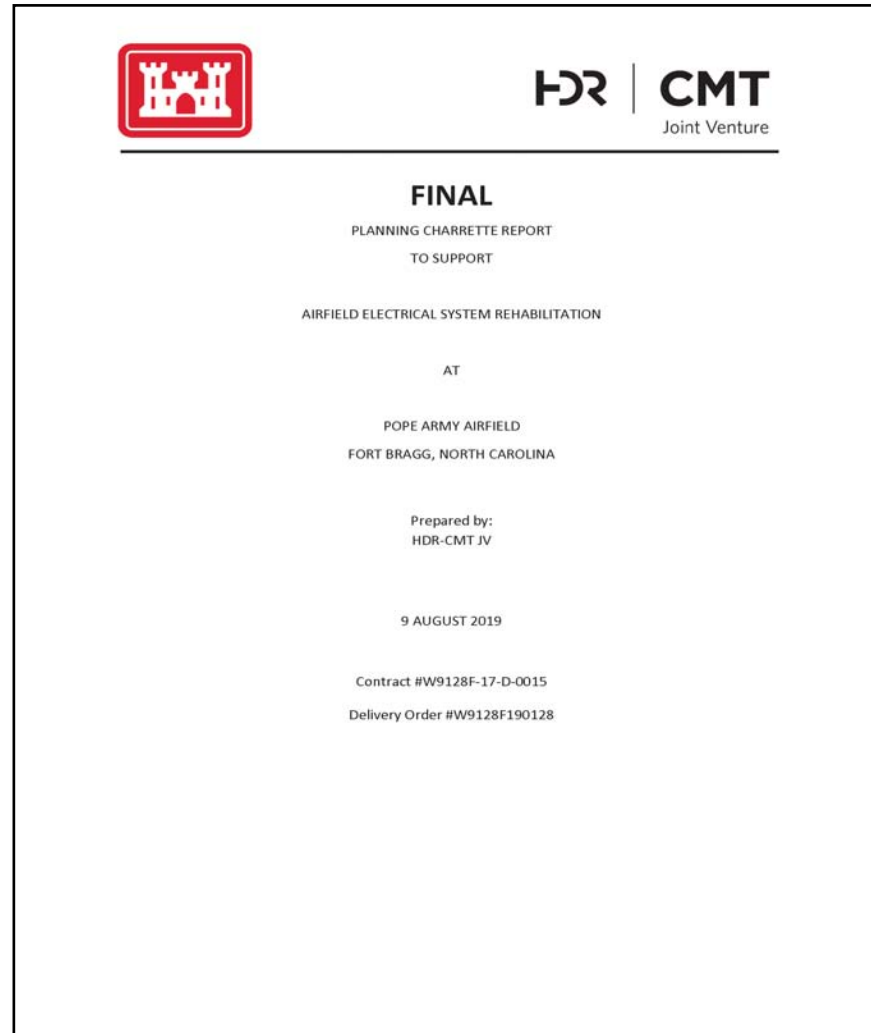 HDR | CMT
Joint Venture
FINAL
PLANNING CHARRETTE REPORT
TO SUPPORT
AIRFIELD ELECTRICAL SYSTEM REHABILITATION
AT
POPE ARMY AIRFIELD
FORT BRAGG, NORTH CAROLINA
Prepared by:
HDR-CMT JV
9 AUGUST 2019
Contract #W9128F-17-D-0015
Delivery Order #W9128F190128